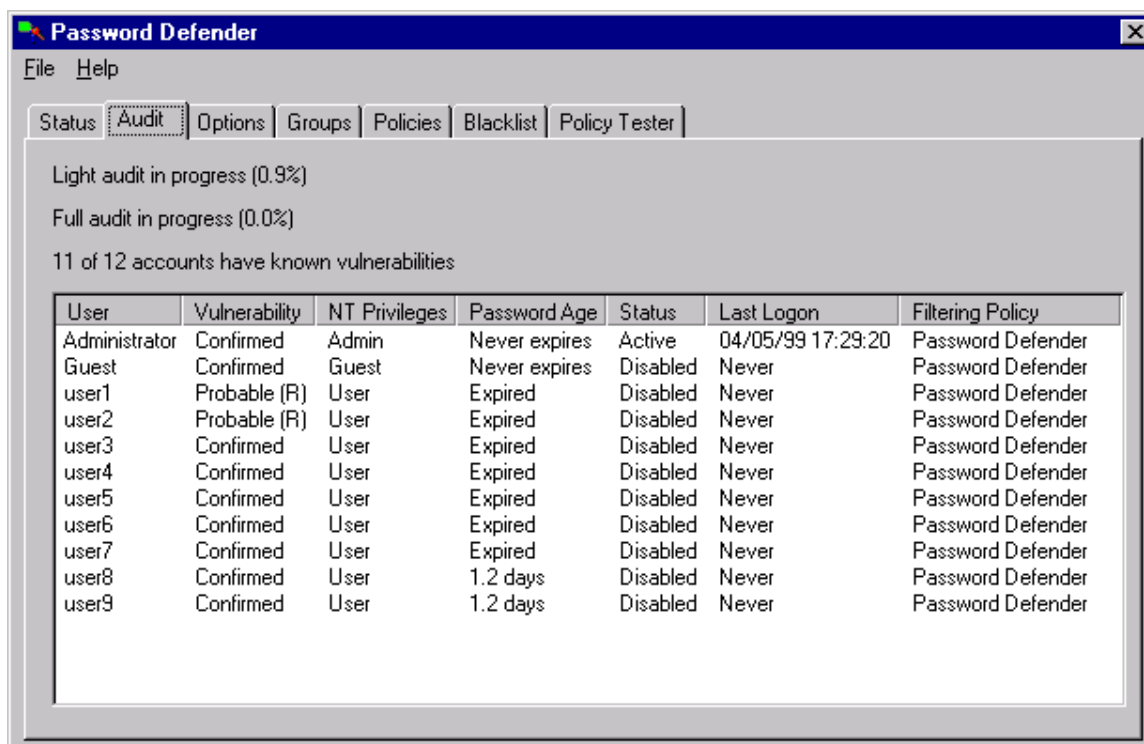 Password Defender
File Help
Status Audit Options Groups Policies Blacklist Policy Tester
Light audit in progress (0.9%)
Full audit in progress (0.0%)
11 of 12 accounts have known vulnerabilities
User Vulnerability NT Privileges Password Age Status Last Logon Filtering Policy
Administrator Confirmed Admin Never expires Active 04/05/99 17:29:20 Password Defender
Guest Confirmed Guest Never expires Disabled Never Password Defender
user1 Probable (R) User Expired Disabled Never Password Defender
user2 Probable (R) User Expired Disabled Never Password Defender
user3 Confirmed User Expired Disabled Never Password Defender
user4 Confirmed User Expired Disabled Never Password Defender
user5 Confirmed User Expired Disabled Never Password Defender
user6 Confirmed User Expired Disabled Never Password Defender
user7 Confirmed User Expired Disabled Never Password Defender
user8 Confirmed User 1.2 days Disabled Never Password Defender
user9 Confirmed User 1.2 days Disabled Never Password Defender